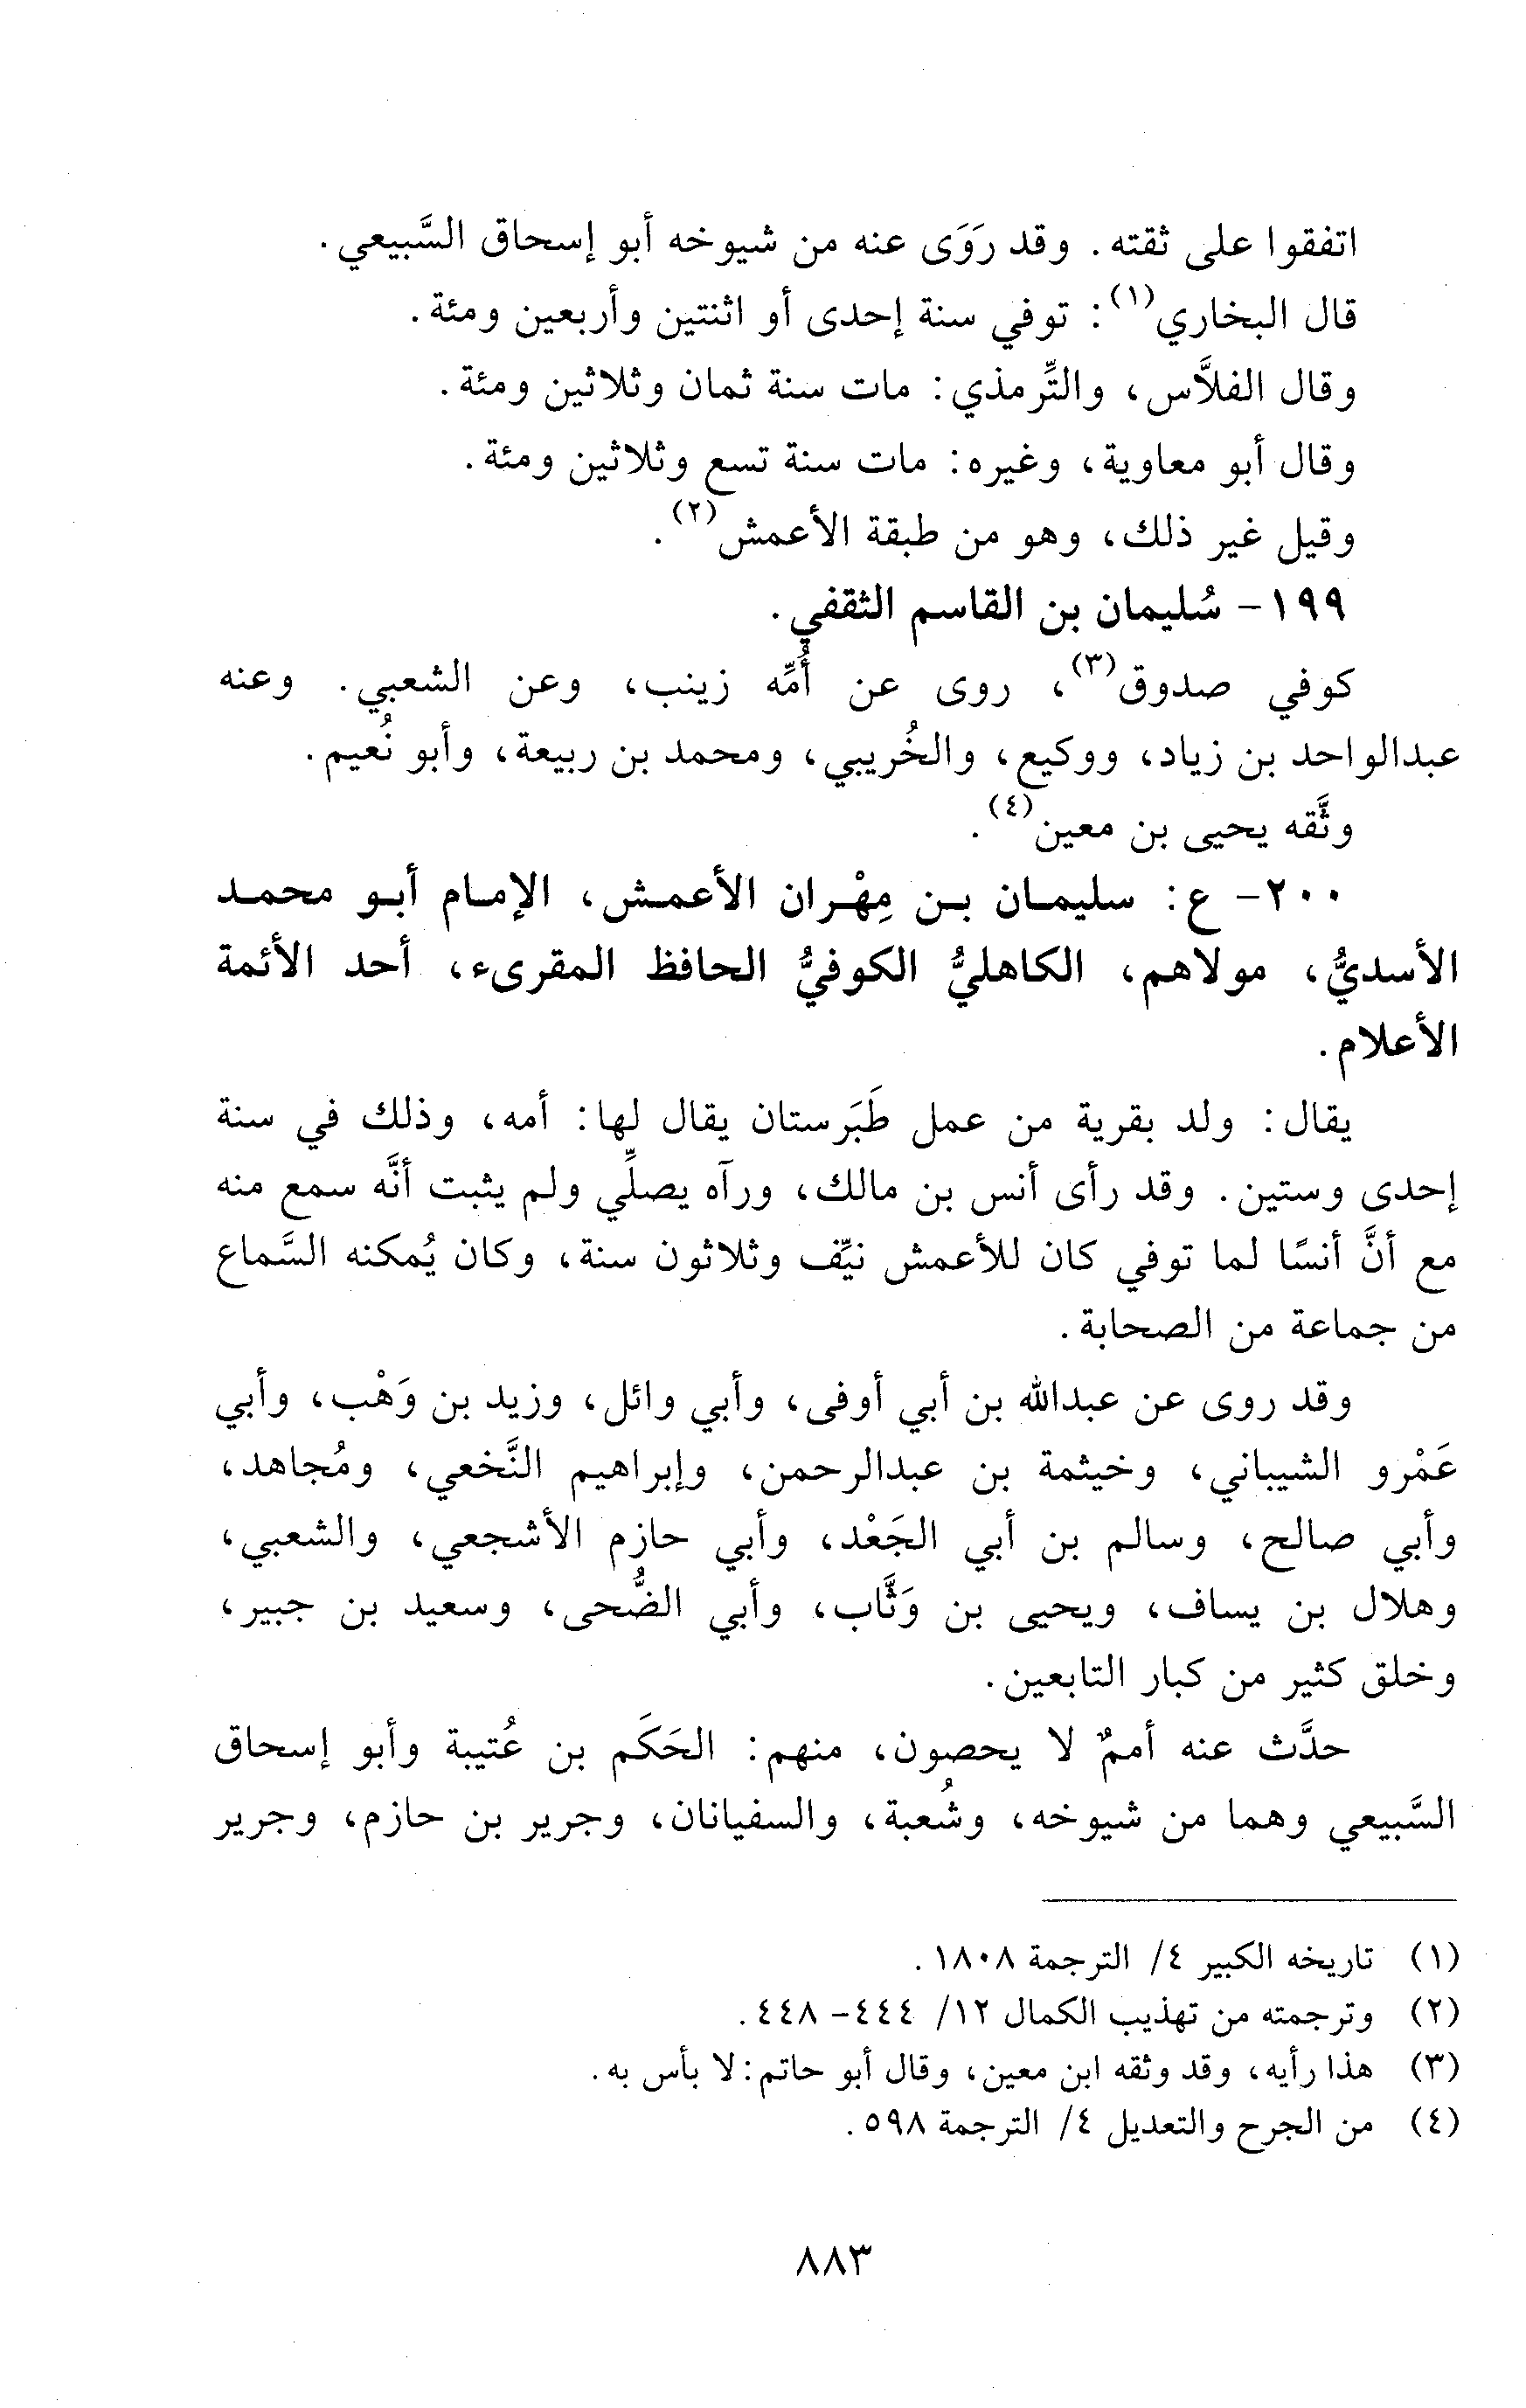 اتفقوا على ثقته. وقد رَوَى عنه من شيوخه أبو إسحاق السَّبيعي.
قال البخاري(١): توفي سنة إحدى أو اثنتين وأربعين ومئة.
وقال الفلاَّس، والتِّرمذي: مات سنة ثمان وثلاثين ومئة.
وقال أبو معاوية، وغيره: مات سنة تسع وثلاثين ومئة.
وقيل غير ذلك، وهو من طبقة الأعمش(٢).
١٩٩- سُليمان بن القاسم الثقفي.
كوفي صدوق(٣)، روى عن أُمِّه زينب، وعن الشعبي. وعنه
عبدالواحد بن زياد، ووكيع، والخُريبي، ومحمد بن ربيعة، وأبو نُعيم.
وثَّقه يحيى بن معين(٤).
٢٠٠- ع: سليمان بن مِهْران الأعمش، الإمام أبو محمد
الأسديُّ، مولاهم، الكاهليُّ الكوفيُّ الحافظ المقرىء، أحد الأئمة
الأعلام.
يقال: ولد بقرية من عمل طَبَرستان يقال لها: أمه، وذلك في سنة
إحدى وستين. وقد رأى أنس بن مالك، ورآه يصلِّي ولم يثبت أنَّه سمع منه
مع أنَّ أنسًا لما توفي كان للأعمش نيِّف وثلاثون سنة، وكان يُمكنه السَّماع
من جماعة من الصحابة.
وقد روى عن عبدالله بن أبي أوفى، وأبي وائل، وزيد بن وَهْب، وأبي
عَمْرو الشيباني، وخيثمة بن عبدالرحمن، وإبراهيم النَّخعي، ومُجاهد،
وأبي صالح، وسالم بن أبي الجَعْد، وأبي حازم الأشجعي، والشعبي،
وهلال بن يساف، ويحيى بن وَثَّاب، وأبي الضُّحى، وسعيد بن جبير،
وخلق كثير من كبار التابعين.
حدَّث عنه أممٌ لا يحصون، منهم: الحَكَم بن عُتيبة وأبو إسحاق
السَّبيعي وهما من شيوخه، وشُعبة، والسفيانان، وجرير بن حازم، وجرير
(١) تاريخه الكبير ٤/ الترجمة ١٨٠٨.
(٢) وترجمته من تهذيب الكمال ١٢/ ٤٤٤- ٤٤٨.
(٣) هذا رأيه، وقد وثقه ابن معين، وقال أبو حاتم: لا بأس به.
(٤) من الجرح والتعديل ٤/ الترجمة ٥٩٨.
٨٨٣